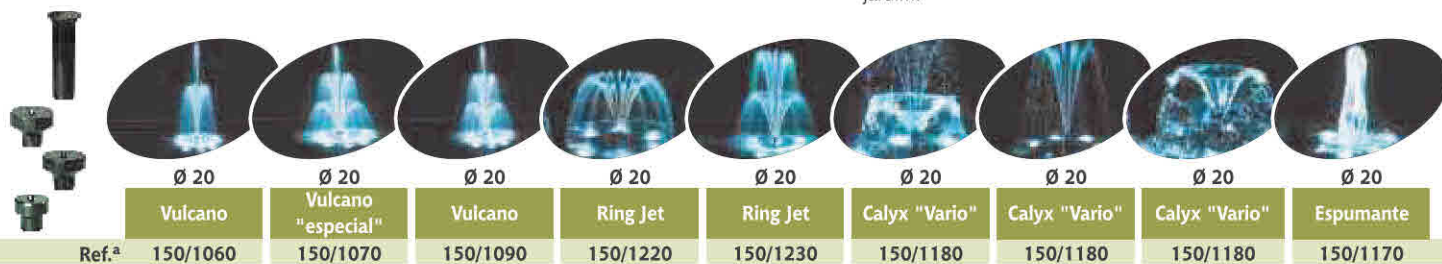 Ø 20 Ø 20 Ø 20 Ø 20 Ø 20 Ø 20 Ø 20 Ø 20 Ø 20
Vulcano Vulcano "especial" Vulcano Ring Jet Ring Jet Calyx "Vario" Calyx "Vario" Calyx "Vario" Espumante
Ref.ª 150/1060 150/1070 150/1090 150/1220 150/1230 150/1180 150/1180 150/1180 150/1170